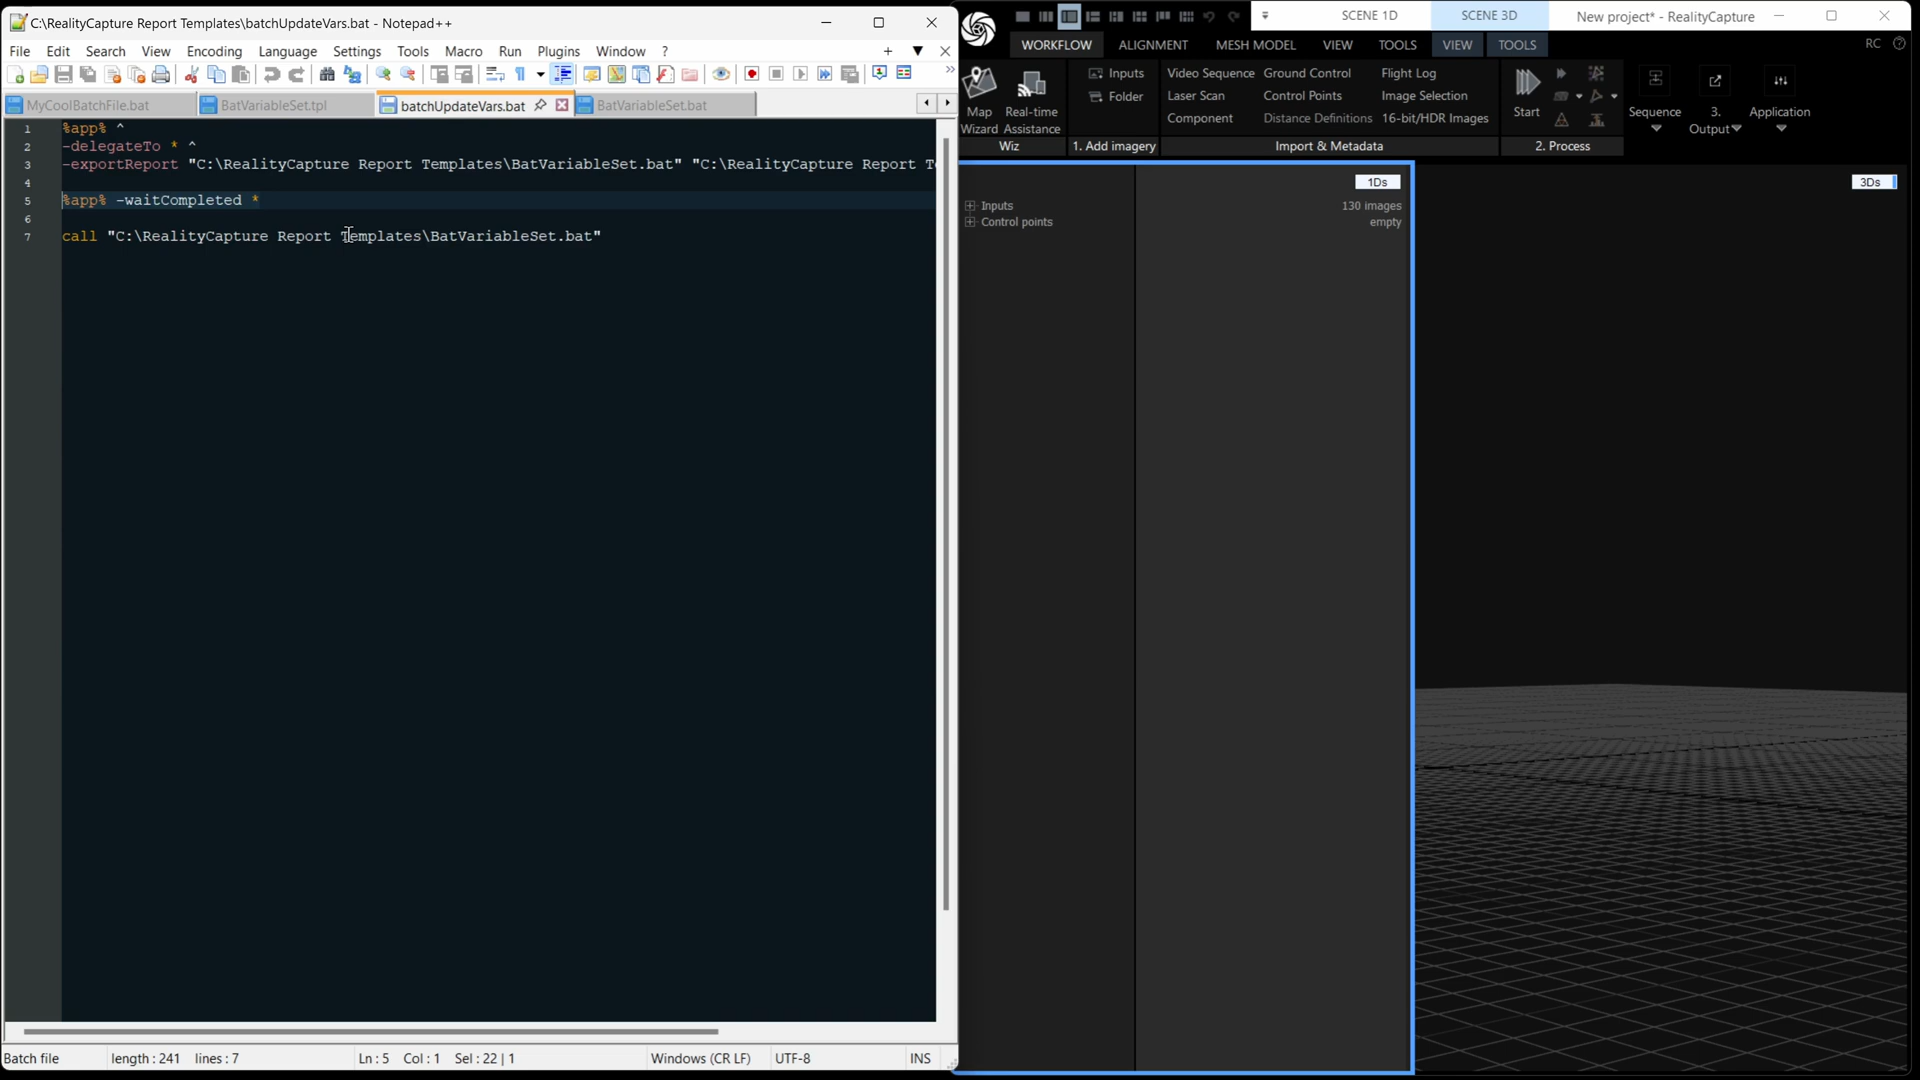 C:\RealityCapture Report Templates\batchUpdateVars.bat - Notepad++
File Edit Search View Encoding Language Settings Tools Macro Run Plugins Window ?
MyCoolBatchFile.bat BatVariableSet.tpl batchUpdateVars.bat BatVariableSet.bat
1 %app% ^
2 -delegateTo * ^
3 -exportReport "C:\RealityCapture Report Templates\BatVariableSet.bat" "C:\RealityCapture Report T
4
5 %app% -waitCompleted *
6
7 call "C:\RealityCapture Report Templates\BatVariableSet.bat"
Batch file length : 241 lines : 7 Ln : 5 Col : 1 Sel : 22 | 1 Windows (CR LF) UTF-8 INS
SCENE 1D SCENE 3D New project* - RealityCapture
WORKFLOW ALIGNMENT MESH MODEL VIEW TOOLS VIEW TOOLS RC
Inputs Video Sequence Ground Control Flight Log
Folder Laser Scan Control Points Image Selection
Map Wizard Real-time Assistance Component Distance Definitions 16-bit/HDR Images Start Sequence 3. Output Application
Wiz 1. Add imagery Import & Metadata 2. Process
1Ds 3Ds
Inputs 130 images
Control points empty